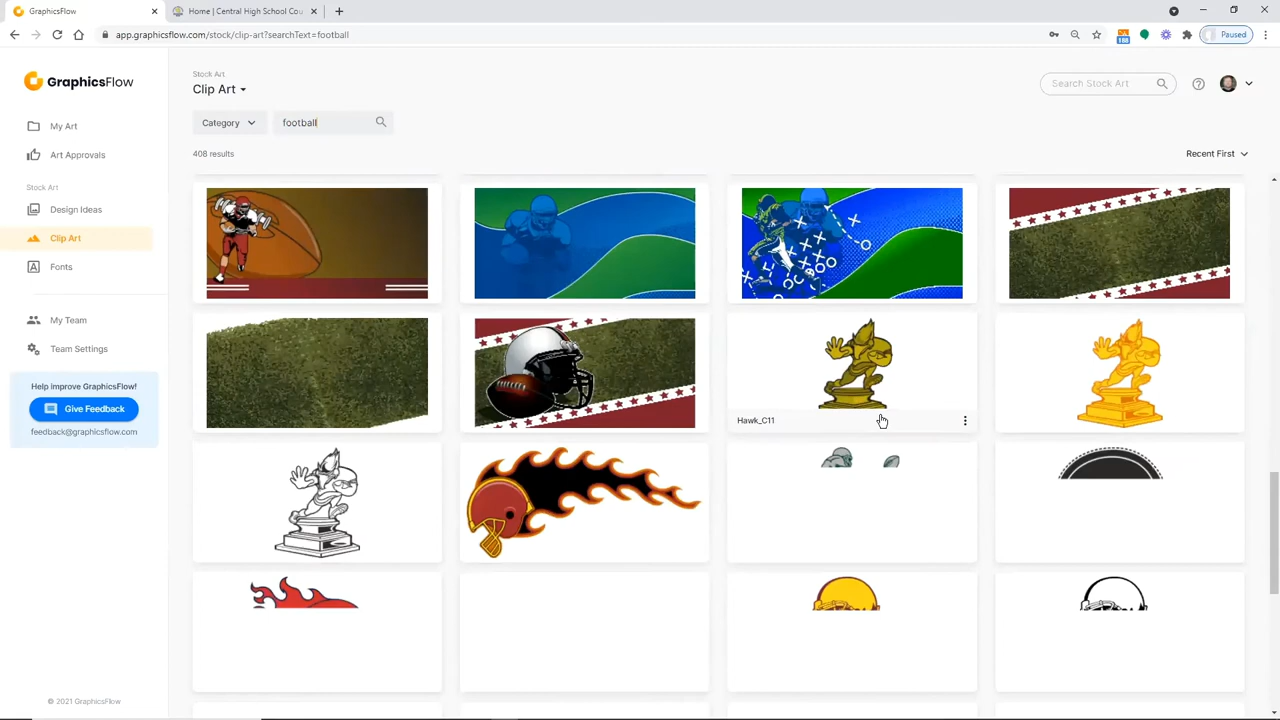 GraphicsFlow
Home | Central High School Cou
app.graphicsflow.com/stock/clip-art?searchText=football
188
Paused
GraphicsFlow
Stock Art
Clip Art
Search Stock Art
Category
football
408 results
Recent First
My Art
Art Approvals
Stock Art
Design Ideas
Clip Art
Fonts
My Team
Team Settings
Help improve GraphicsFlow!
Give Feedback
feedback@graphicsflow.com
Hawk_C11
© 2021 GraphicsFlow